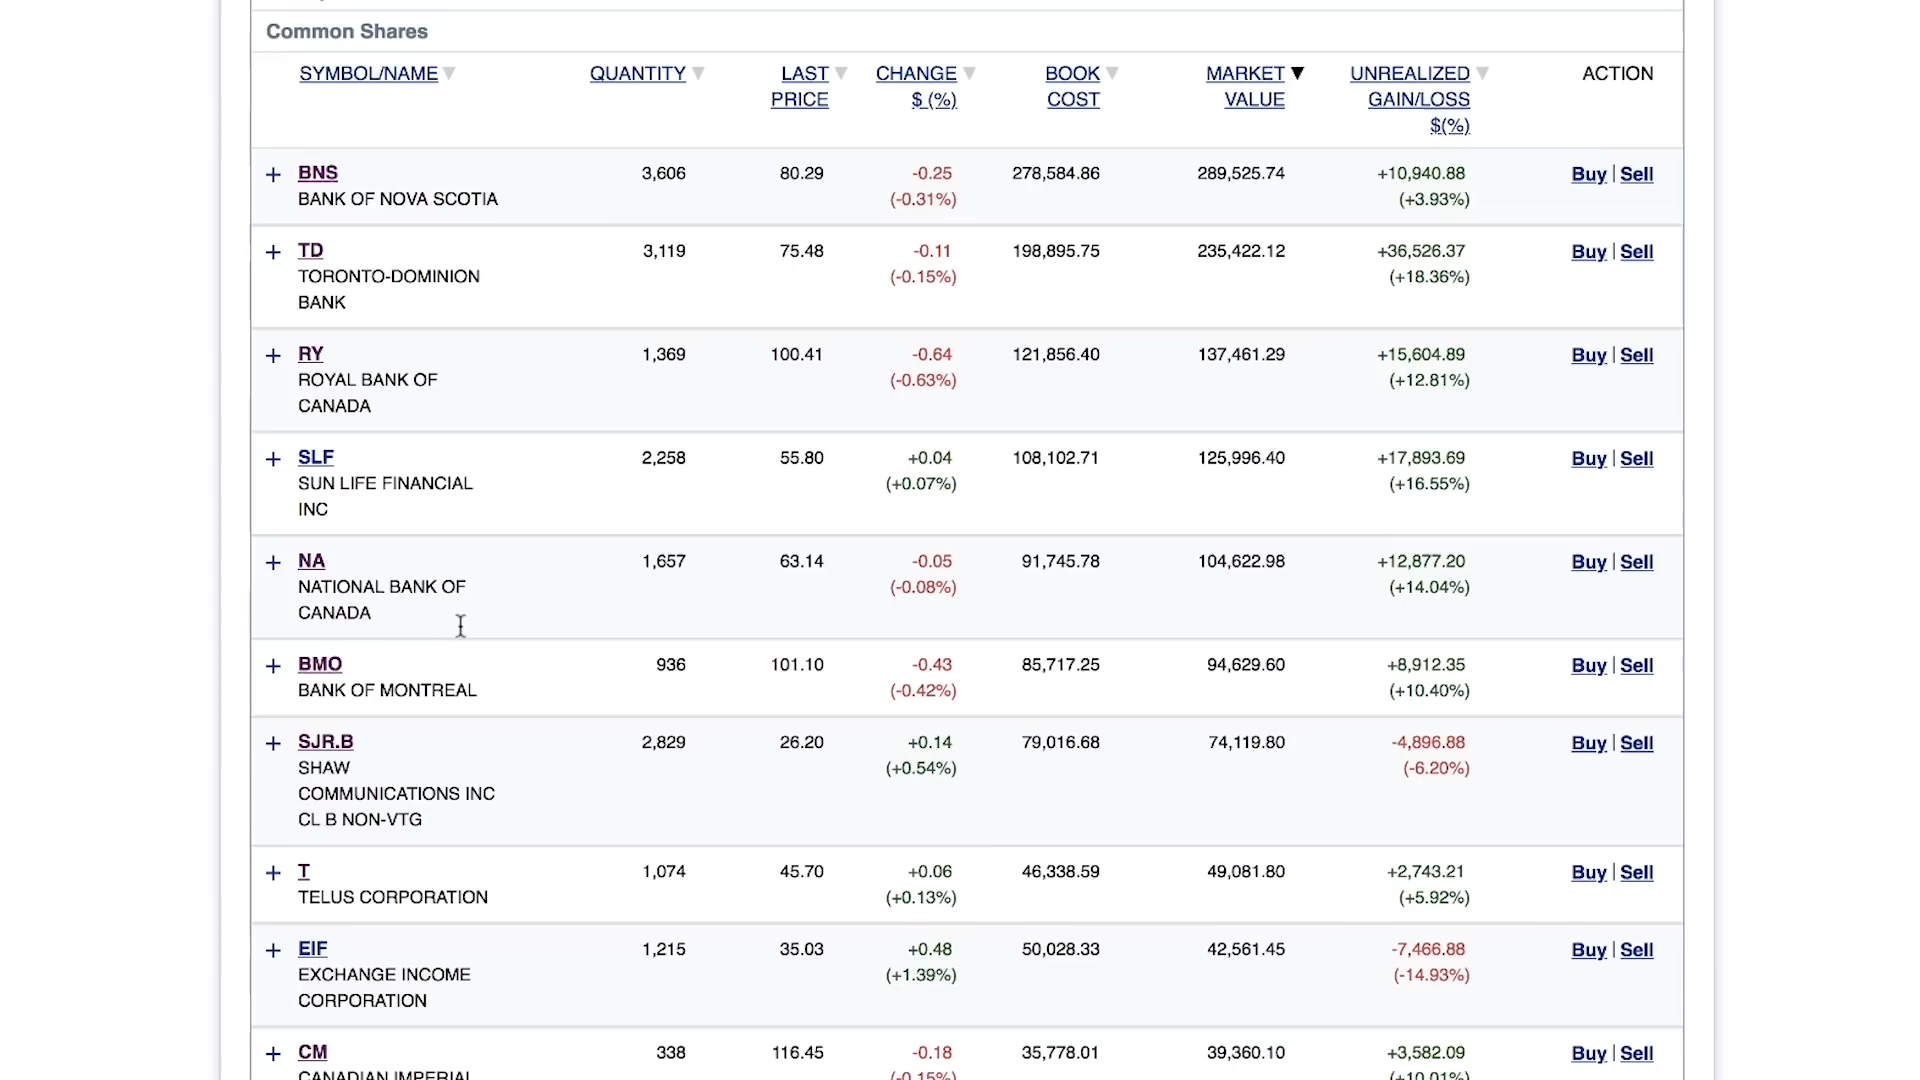 Common Shares
SYMBOL/NAME QUANTITY LAST PRICE CHANGE $ (%) BOOK COST MARKET VALUE UNREALIZED GAIN/LOSS $(%) ACTION
+ BNS 3,606 80.29 -0.25 278,584.86 289,525.74 +10,940.88 Buy | Sell
BANK OF NOVA SCOTIA (-0.31%) (+3.93%)
+ TD 3,119 75.48 -0.11 198,895.75 235,422.12 +36,526.37 Buy | Sell
TORONTO-DOMINION (-0.15%) (+18.36%)
BANK
+ RY 1,369 100.41 -0.64 121,856.40 137,461.29 +15,604.89 Buy | Sell
ROYAL BANK OF (-0.63%) (+12.81%)
CANADA
+ SLF 2,258 55.80 +0.04 108,102.71 125,996.40 +17,893.69 Buy | Sell
SUN LIFE FINANCIAL (+0.07%) (+16.55%)
INC
+ NA 1,657 63.14 -0.05 91,745.78 104,622.98 +12,877.20 Buy | Sell
NATIONAL BANK OF (-0.08%) (+14.04%)
CANADA
+ BMO 936 101.10 -0.43 85,717.25 94,629.60 +8,912.35 Buy | Sell
BANK OF MONTREAL (-0.42%) (+10.40%)
+ SJR.B 2,829 26.20 +0.14 79,016.68 74,119.80 -4,896.88 Buy | Sell
SHAW (+0.54%) (-6.20%)
COMMUNICATIONS INC
CL B NON-VTG
+ T 1,074 45.70 +0.06 46,338.59 49,081.80 +2,743.21 Buy | Sell
TELUS CORPORATION (+0.13%) (+5.92%)
+ EIF 1,215 35.03 +0.48 50,028.33 42,561.45 -7,466.88 Buy | Sell
EXCHANGE INCOME (+1.39%) (-14.93%)
CORPORATION
+ CM 338 116.45 -0.18 35,778.01 39,360.10 +3,582.09 Buy | Sell
CANADIAN IMPERIAL (-0.15%) (+10.01%)